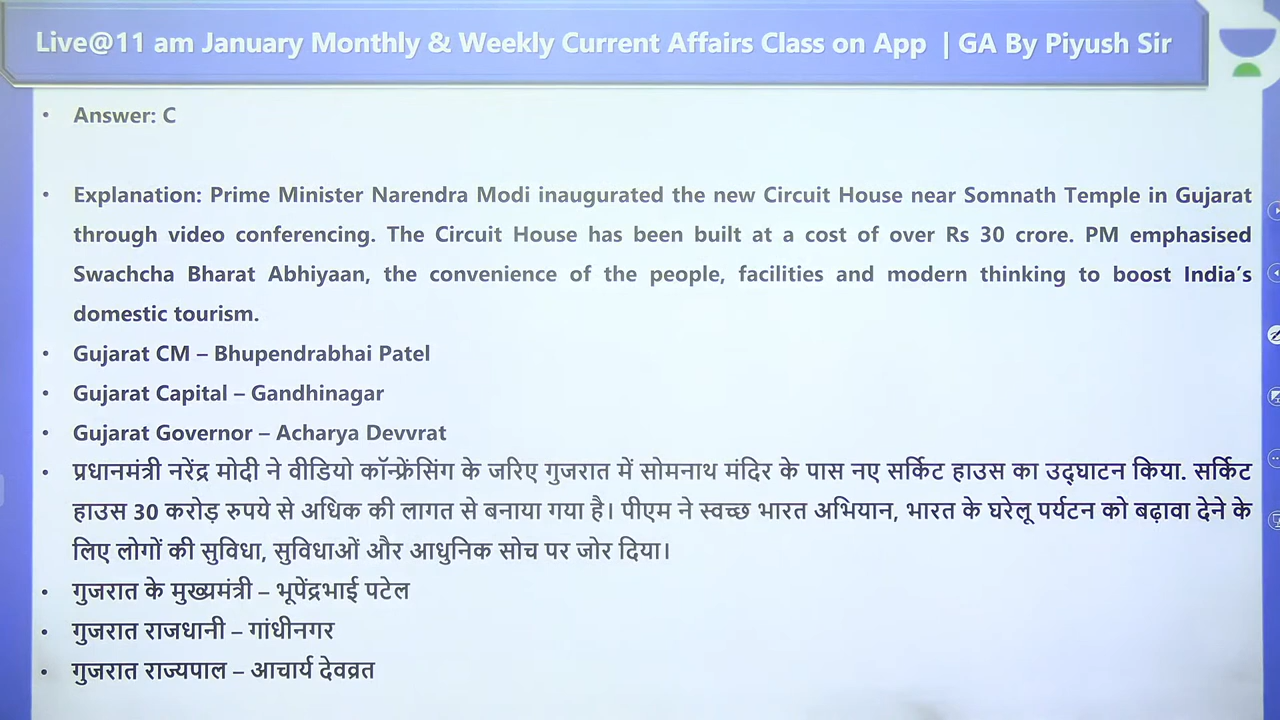 Live@11 am January Monthly & Weekly Current Affairs Class on App | GA By Piyush Sir
• Answer: C
• Explanation: Prime Minister Narendra Modi inaugurated the new Circuit House near Somnath Temple in Gujarat
through video conferencing. The Circuit House has been built at a cost of over Rs 30 crore. PM emphasised
Swachcha Bharat Abhiyaan, the convenience of the people, facilities and modern thinking to boost India's
domestic tourism.
• Gujarat CM – Bhupendrabhai Patel
• Gujarat Capital – Gandhinagar
• Gujarat Governor – Acharya Devvrat
• प्रधानमंत्री नरेंद्र मोदी ने वीडियो कॉन्फ्रेंसिंग के जरिए गुजरात में सोमनाथ मंदिर के पास नए सर्किट हाउस का उद्घाटन किया. सर्किट
हाउस 30 करोड़ रुपये से अधिक की लागत से बनाया गया है। पीएम ने स्वच्छ भारत अभियान, भारत के घरेलू पर्यटन को बढ़ावा देने के
लिए लोगों की सुविधा, सुविधाओं और आधुनिक सोच पर जोर दिया।
• गुजरात के मुख्यमंत्री – भूपेंद्रभाई पटेल
• गुजरात राजधानी – गांधीनगर
• गुजरात राज्यपाल – आचार्य देवव्रत